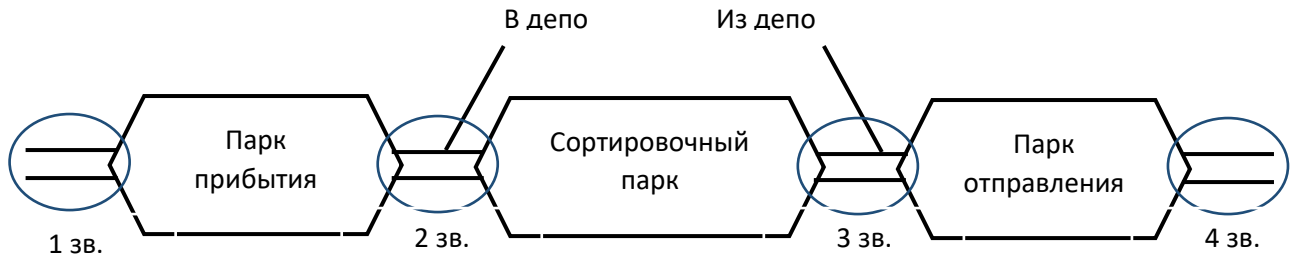 В депо
Из депо
Парк
прибытия
Сортировочный
парк
Парк
отправления
1 зв.
2 зв.
3 зв.
4 зв.